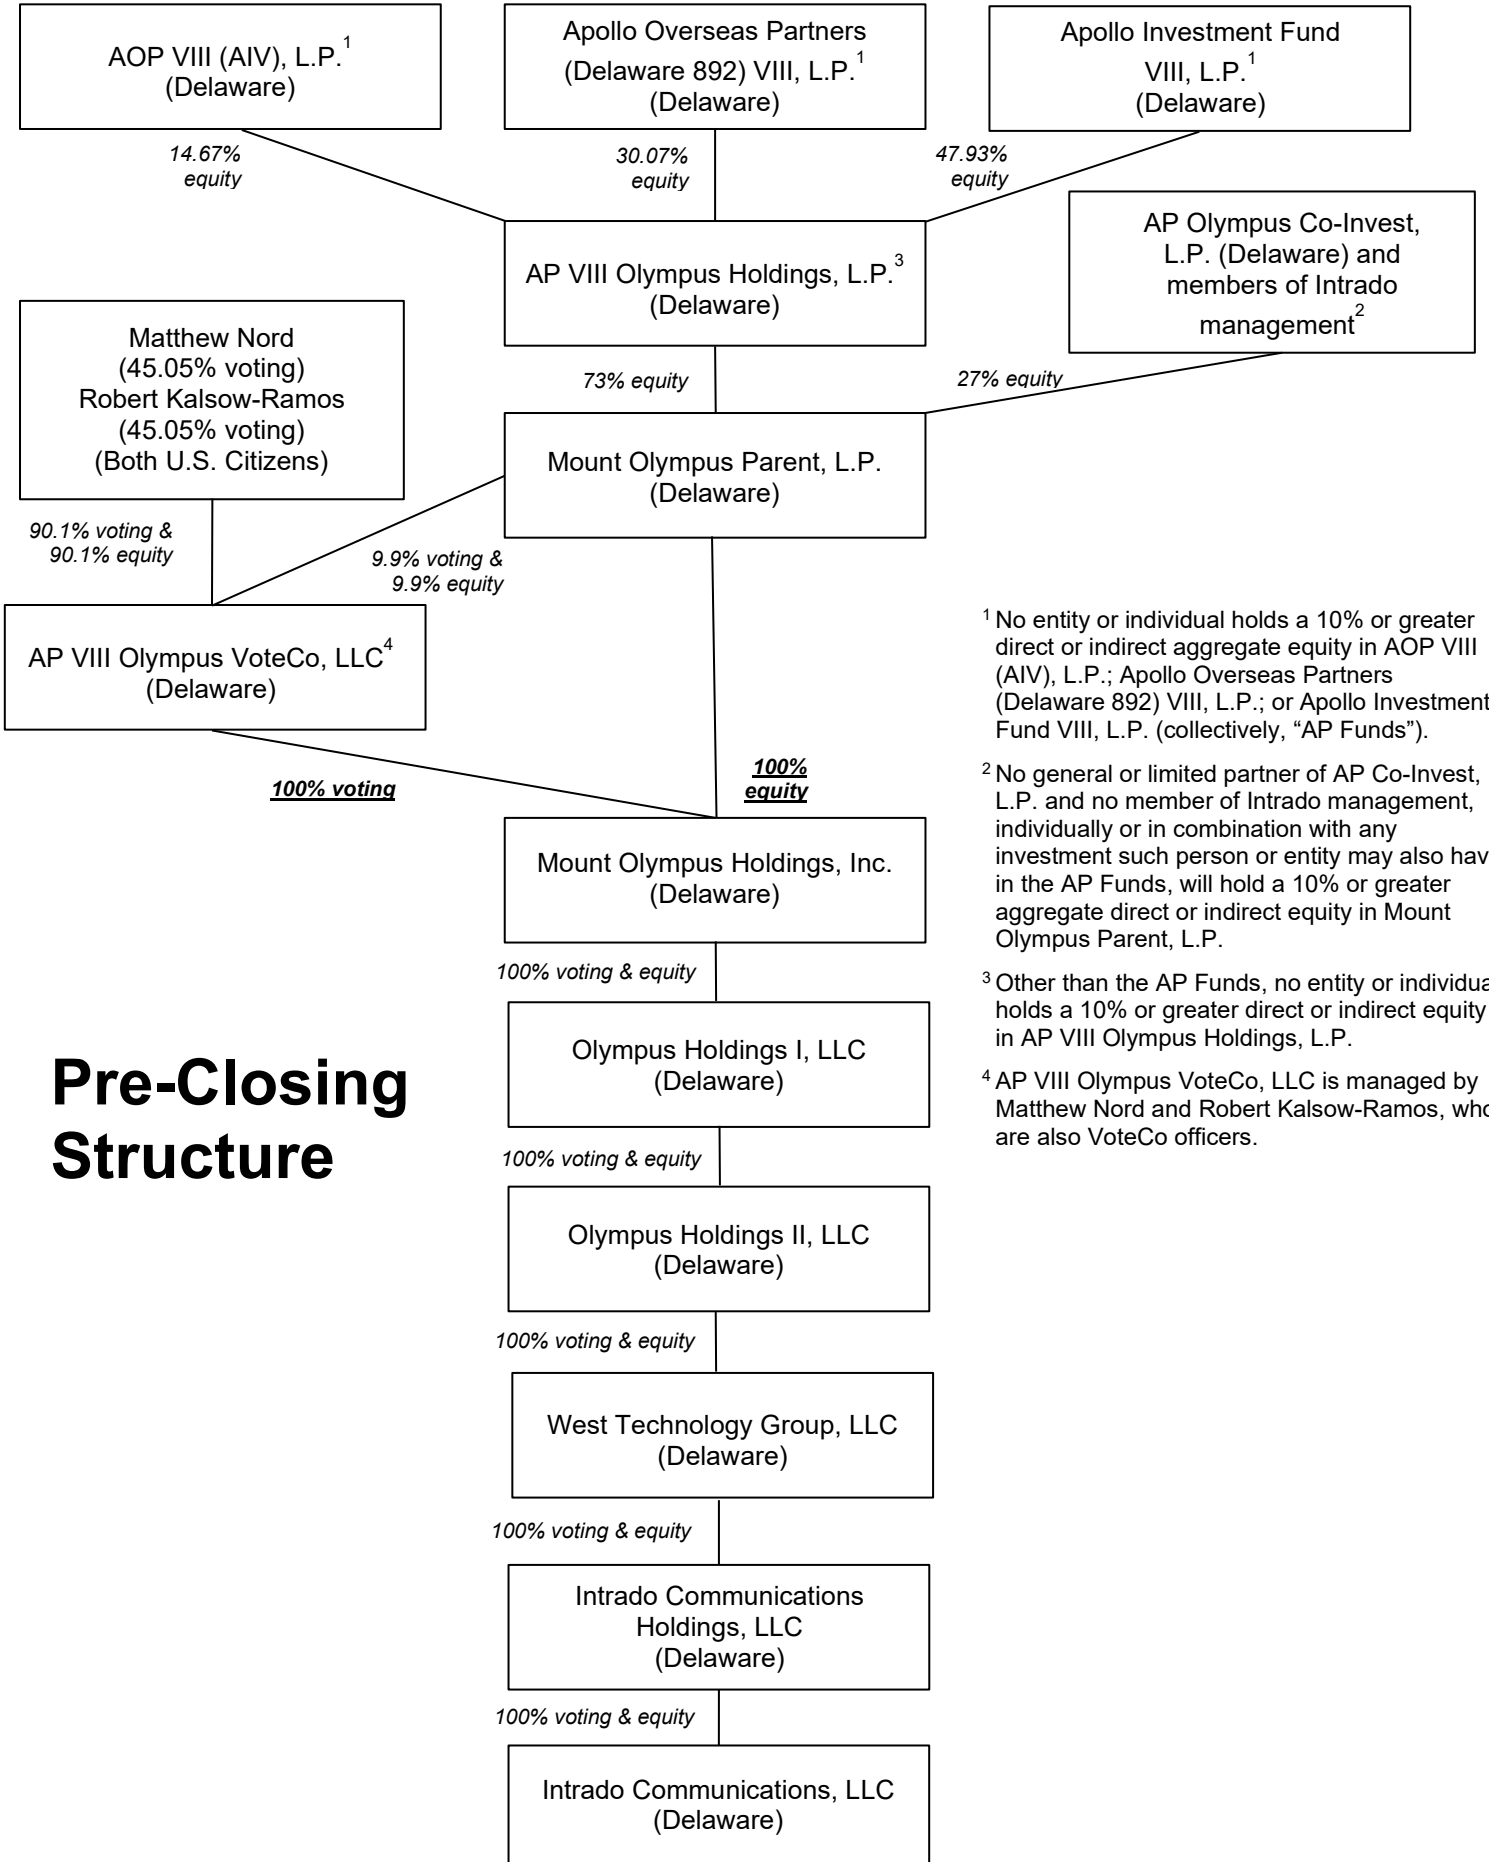 AOP VIII (AIV), L.P.1
(Delaware)
Apollo Overseas Partners
(Delaware 892) VIII, L.P.1
(Delaware)
Apollo Investment Fund
VIII, L.P.1
(Delaware)
14.67%
equity
30.07%
equity
47.93%
equity
AP VIII Olympus Holdings, L.P.3
(Delaware)
AP Olympus Co-Invest,
L.P. (Delaware) and
members of Intrado
management2
Matthew Nord
(45.05% voting)
Robert Kalsow-Ramos
(45.05% voting)
(Both U.S. Citizens)
73% equity
27% equity
Mount Olympus Parent, L.P.
(Delaware)
90.1% voting &
90.1% equity
9.9% voting &
9.9% equity
AP VIII Olympus VoteCo, LLC4
(Delaware)
100% voting
100%
equity
Mount Olympus Holdings, Inc.
(Delaware)
100% voting & equity
Olympus Holdings I, LLC
(Delaware)
100% voting & equity
Olympus Holdings II, LLC
(Delaware)
100% voting & equity
West Technology Group, LLC
(Delaware)
100% voting & equity
Intrado Communications
Holdings, LLC
(Delaware)
100% voting & equity
Intrado Communications, LLC
(Delaware)
Pre-Closing
Structure
1 No entity or individual holds a 10% or greater
direct or indirect aggregate equity in AOP VIII
(AIV), L.P.; Apollo Overseas Partners
(Delaware 892) VIII, L.P.; or Apollo Investment
Fund VIII, L.P. (collectively, “AP Funds”).
2 No general or limited partner of AP Co-Invest,
L.P. and no member of Intrado management,
individually or in combination with any
investment such person or entity may also hav
in the AP Funds, will hold a 10% or greater
aggregate direct or indirect equity in Mount
Olympus Parent, L.P.
3 Other than the AP Funds, no entity or individua
holds a 10% or greater direct or indirect equity
in AP VIII Olympus Holdings, L.P.
4 AP VIII Olympus VoteCo, LLC is managed by
Matthew Nord and Robert Kalsow-Ramos, who
are also VoteCo officers.